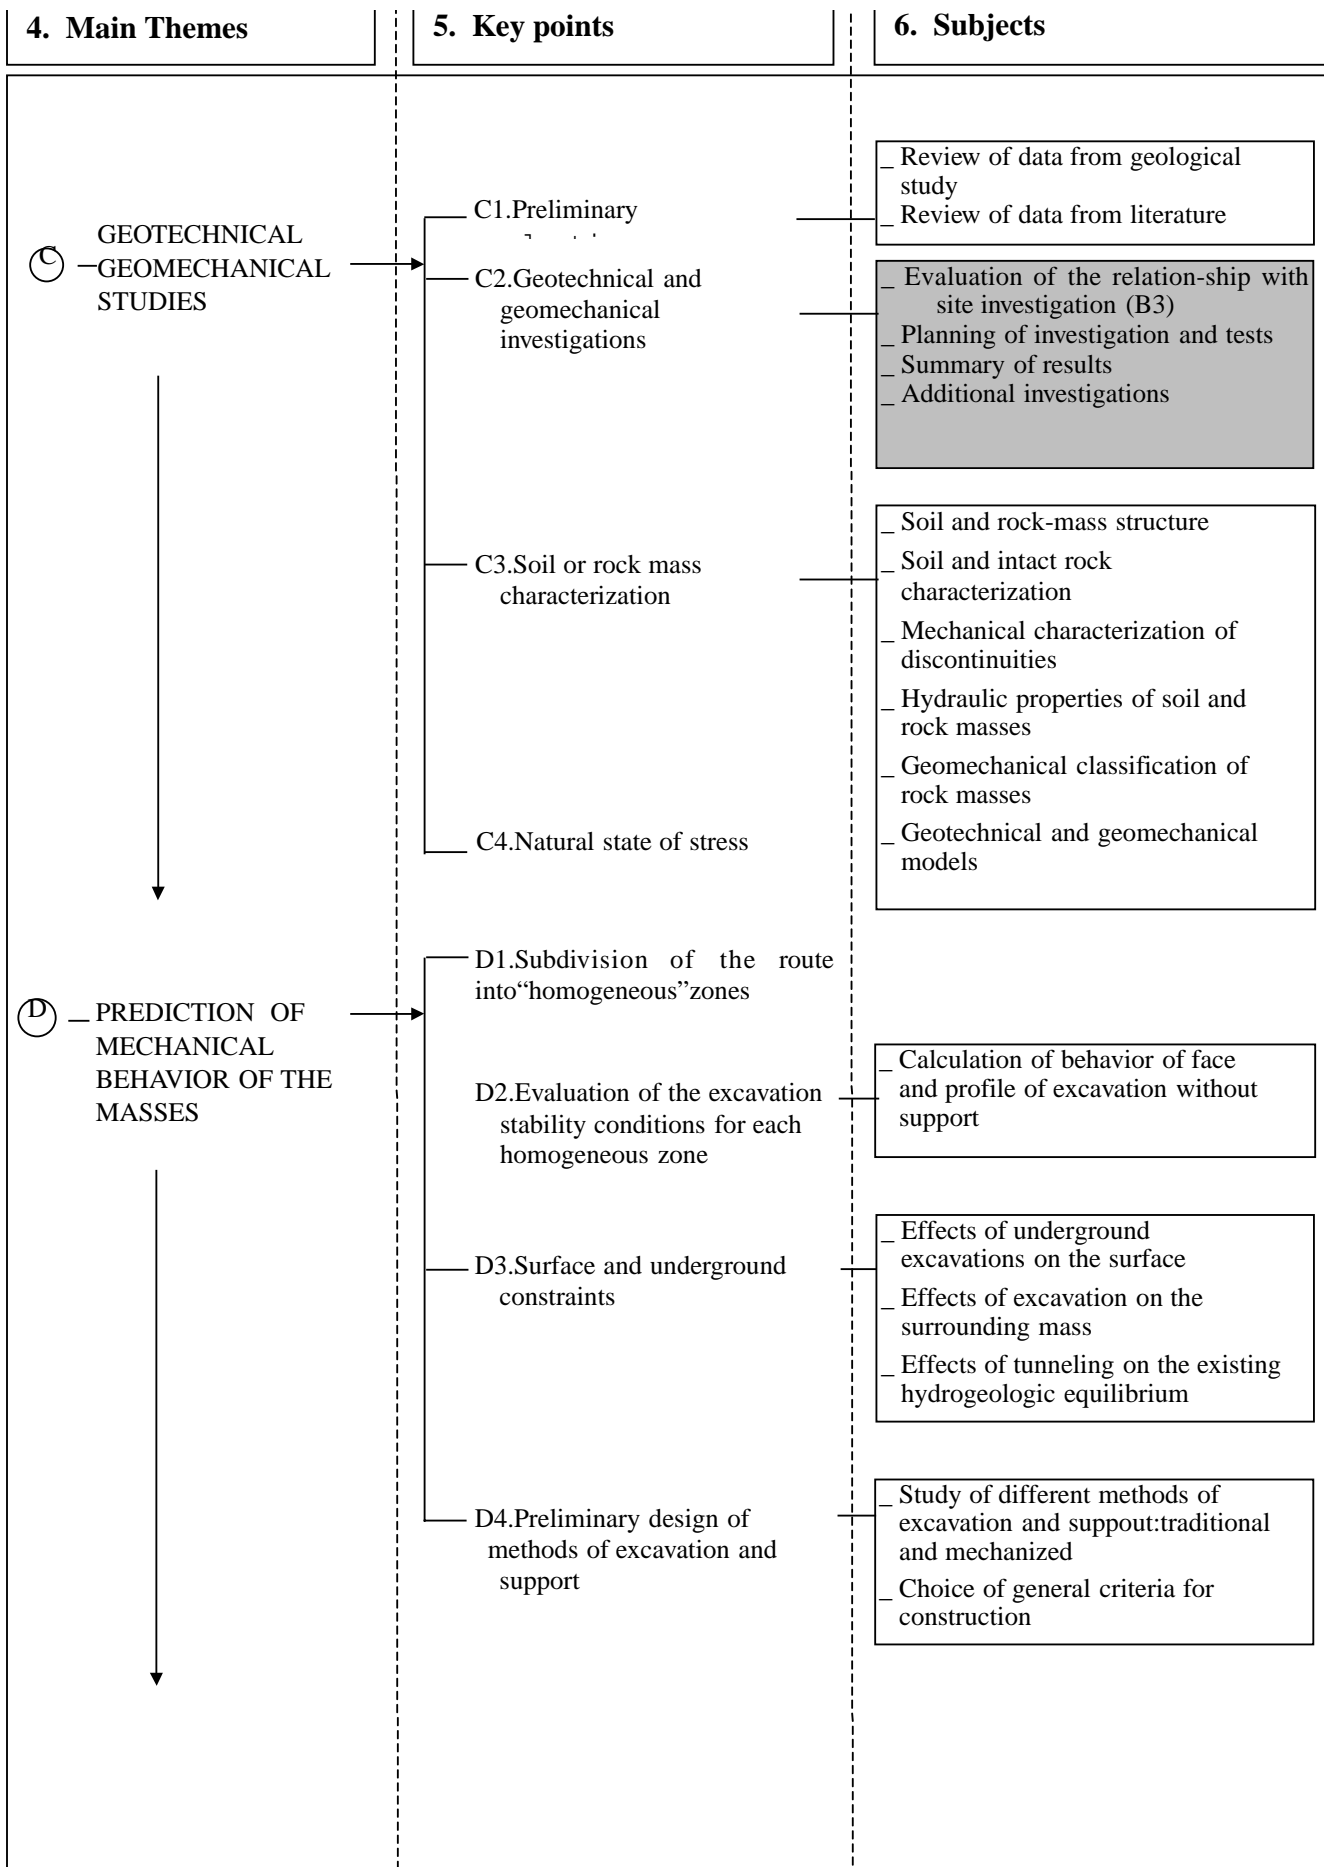 4. Main Themes
5. Key points
6. Subjects
C
GEOTECHNICAL
GEOMECHANICAL
STUDIES
C1.Preliminary
_ Review of data from geological
study
_ Review of data from literature
C2.Geotechnical and
geomechanical
investigations
_ Evaluation of the relation-ship with
site investigation (B3)
_ Planning of investigation and tests
_ Summary of results
_ Additional investigations
C3.Soil or rock mass
characterization
_ Soil and rock-mass structure
_ Soil and intact rock
characterization
_ Mechanical characterization of
discontinuities
_ Hydraulic properties of soil and
rock masses
_ Geomechanical classification of
rock masses
_ Geotechnical and geomechanical
models
C4.Natural state of stress
D
PREDICTION OF
MECHANICAL
BEHAVIOR OF THE
MASSES
D1.Subdivision of the route
into“homogeneous”zones
D2.Evaluation of the excavation
stability conditions for each
homogeneous zone
_ Calculation of behavior of face
and profile of excavation without
support
D3.Surface and underground
constraints
_ Effects of underground
excavations on the surface
_ Effects of excavation on the
surrounding mass
_ Effects of tunneling on the existing
hydrogeologic equilibrium
D4.Preliminary design of
methods of excavation and
support
_ Study of different methods of
excavation and suppout:traditional
and mechanized
_ Choice of general criteria for
construction